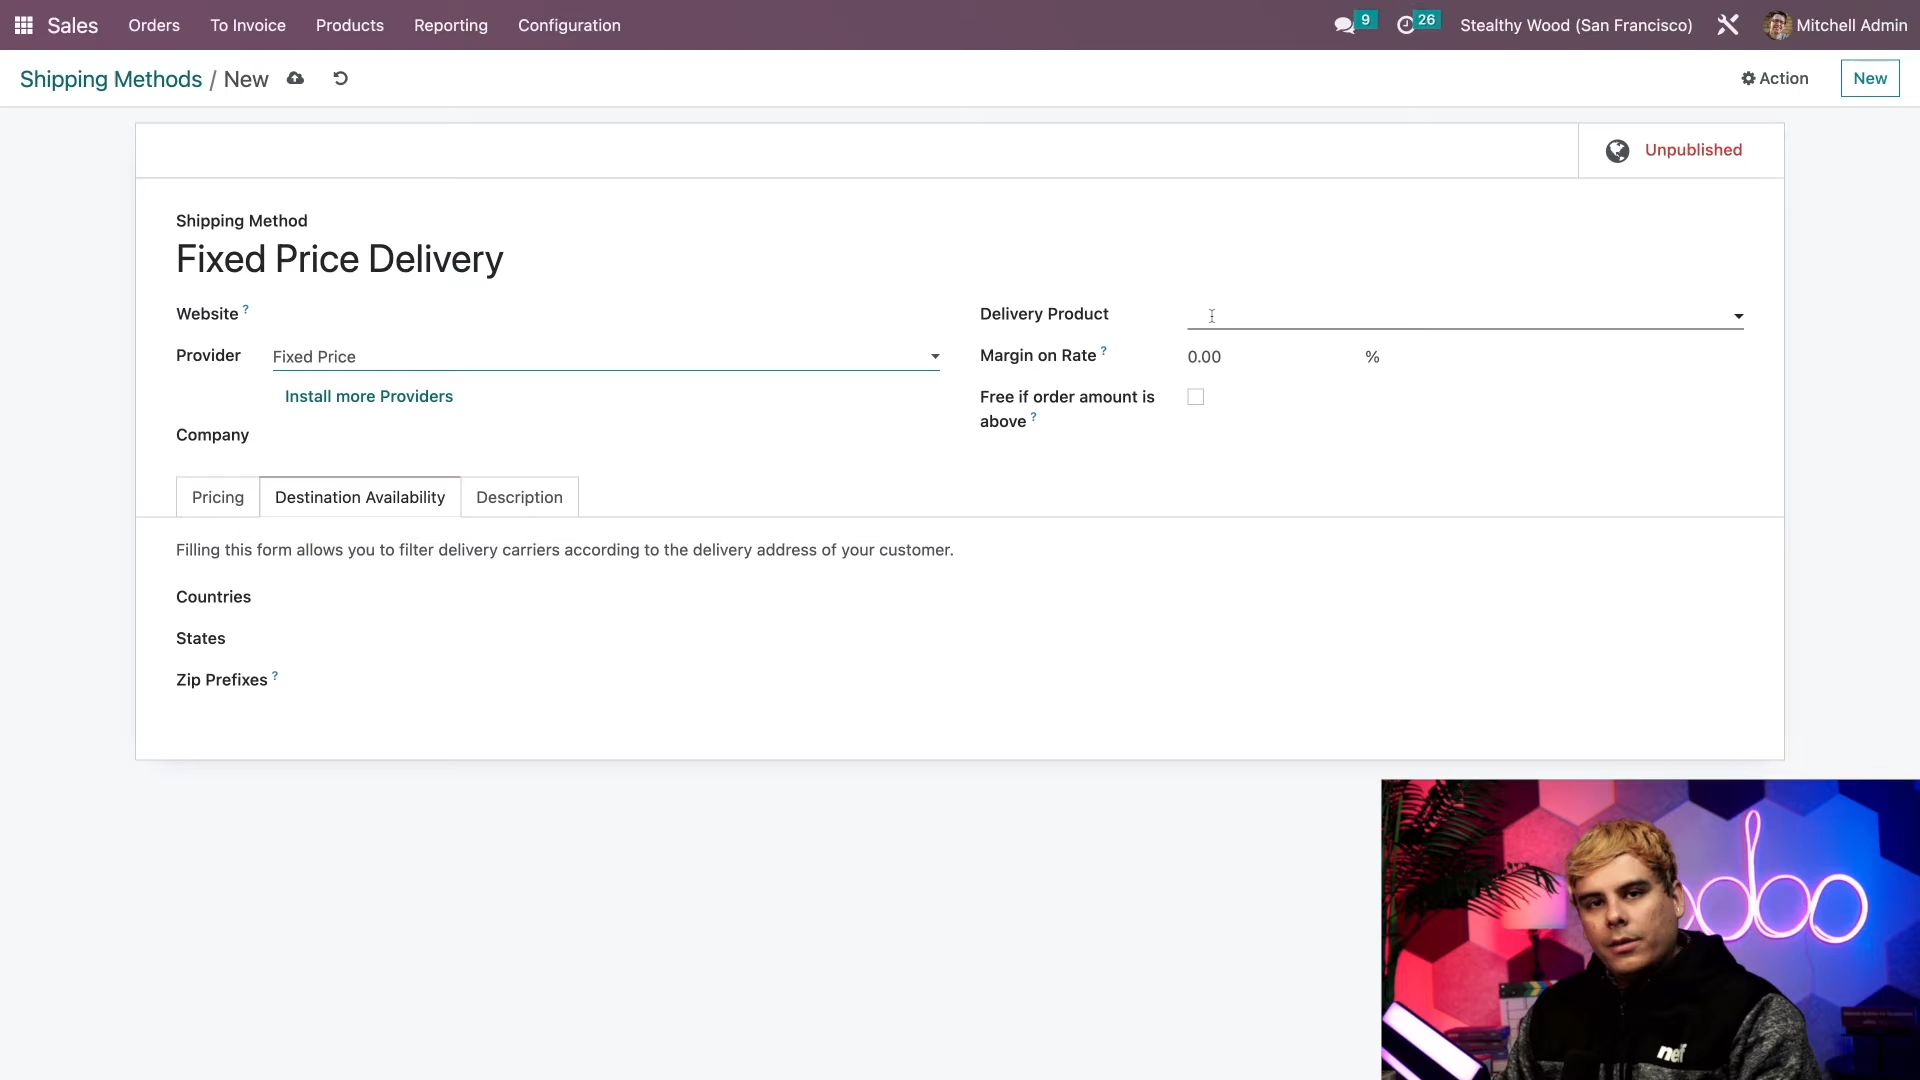 Sales Orders To Invoice Products Reporting Configuration 9 26 Stealthy Wood (San Francisco) Mitchell Admin
Shipping Methods / New Action New
Unpublished
Shipping Method
Fixed Price Delivery
Website ? Delivery Product
Provider Fixed Price Margin on Rate ? 0.00 %
Install more Providers Free if order amount is
above ?
Company
Pricing Destination Availability Description
Filling this form allows you to filter delivery carriers according to the delivery address of your customer.
Countries
States
Zip Prefixes ?
odoo
nef